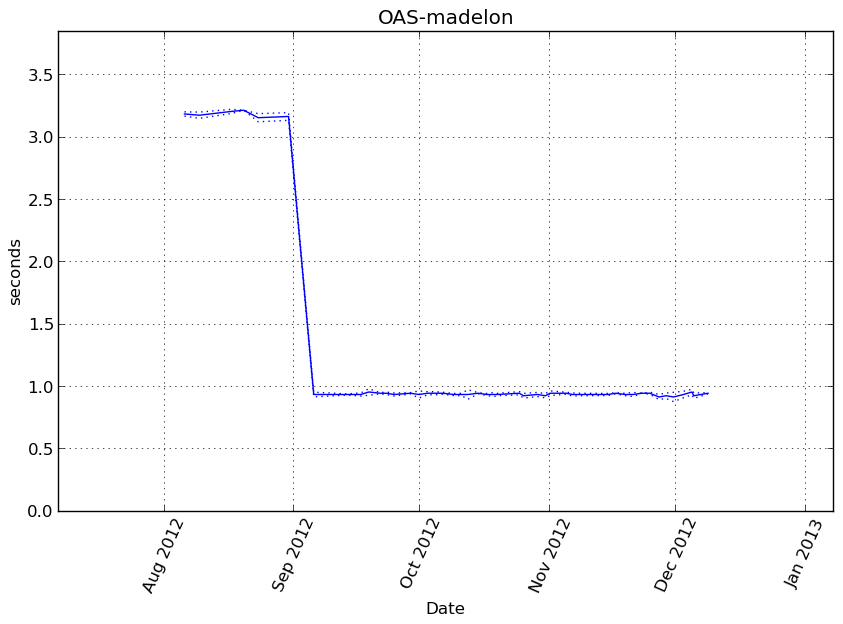 OAS-madelon
3.5
3.0
2.5
2.0
1.5
1.0
0.5
0.0
seconds
Aug 2012
Sep 2012
Oct 2012
Nov 2012
Dec 2012
Jan 2013
Date